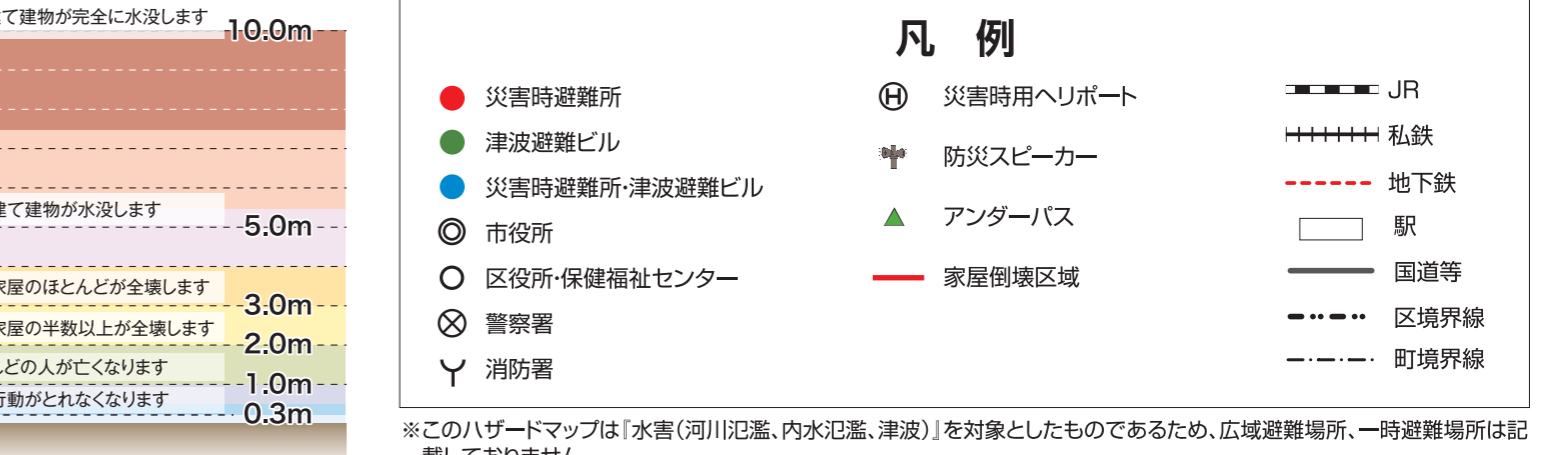 て建物が完全に水没します
10.0m
建て建物が水没します
5.0m
家屋のほとんどが全壊します
3.0m
家屋の半数以上が全壊します
2.0m
んどの人が亡くなります
1.0m
行動がとれなくなります
0.3m
凡 例
災害時避難所
津波避難ビル
災害時避難所・津波避難ビル
市役所
区役所・保健福祉センター
警察署
消防署
H 災害時用ヘリポート
防災スピーカー
アンダーパス
家屋倒壊区域
JR
私鉄
地下鉄
駅
国道等
区境界線
町境界線
※このハザードマップは『水害(河川氾濫、内水氾濫、津波)』を対象としたものであるため、広域避難場所、一時避難場所は記
載しておりません